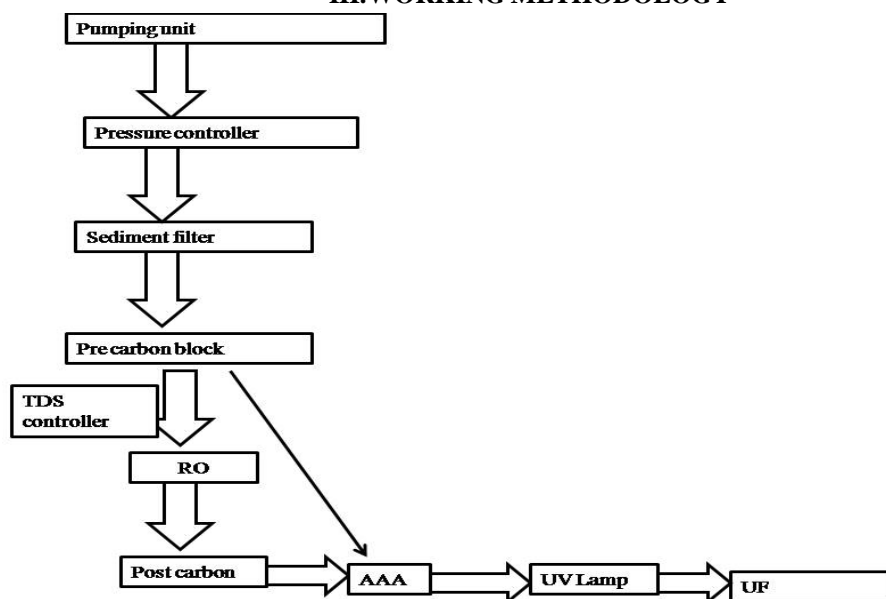 III.WORKING METHODOLOGY
Pumping unit
Pressure controller
Sediment filter
Pre carbon block
TDS
controller
RO
Post carbon
AAA
UV Lamp
UF